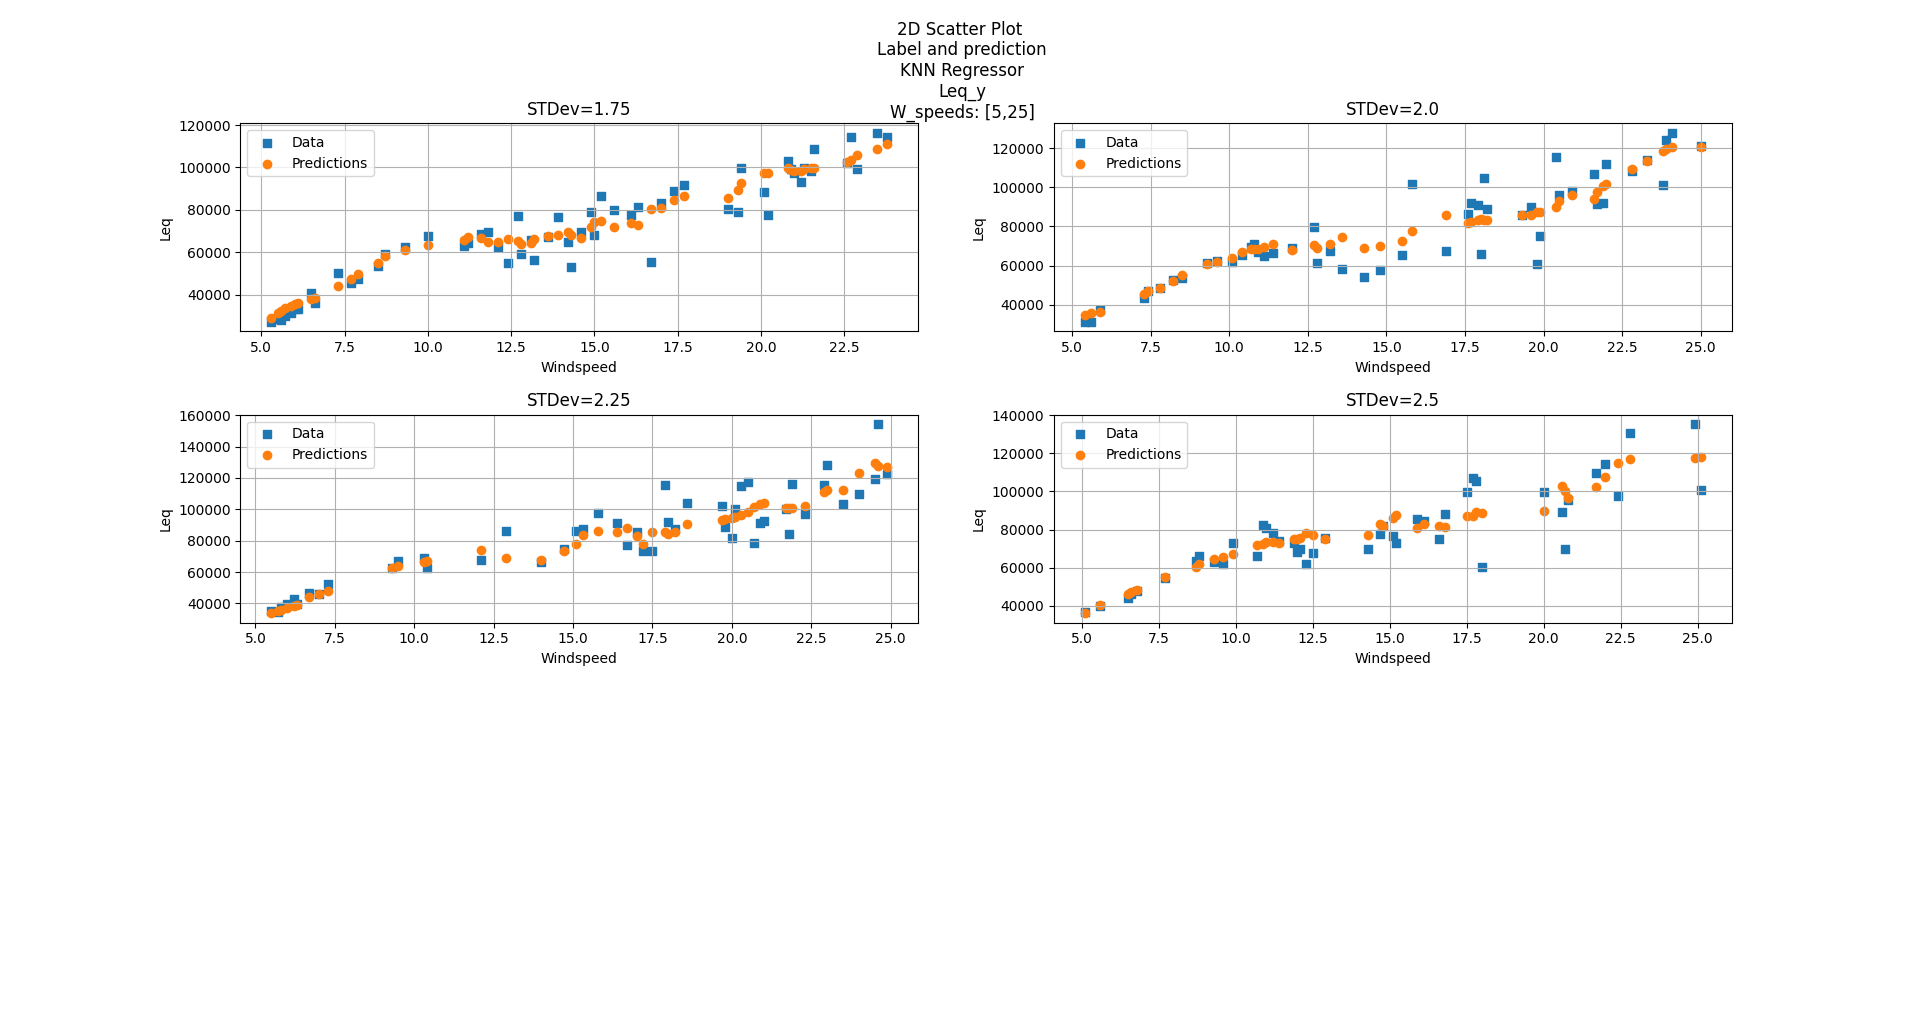 2D Scatter Plot
Label and prediction
KNN Regressor
Leq_y
W_speeds: [5,25]
STDev=1.75
120000
100000
80000
60000
40000
Leq
Data
Predictions
5.0 7.5 10.0 12.5 15.0 17.5 20.0 22.5
Windspeed
STDev=2.0
120000
100000
80000
60000
40000
Leq
Data
Predictions
5.0 7.5 10.0 12.5 15.0 17.5 20.0 22.5 25.0
Windspeed
STDev=2.25
160000
140000
120000
100000
80000
60000
40000
Leq
Data
Predictions
5.0 7.5 10.0 12.5 15.0 17.5 20.0 22.5 25.0
Windspeed
STDev=2.5
140000
120000
100000
80000
60000
40000
Leq
Data
Predictions
5.0 7.5 10.0 12.5 15.0 17.5 20.0 22.5 25.0
Windspeed